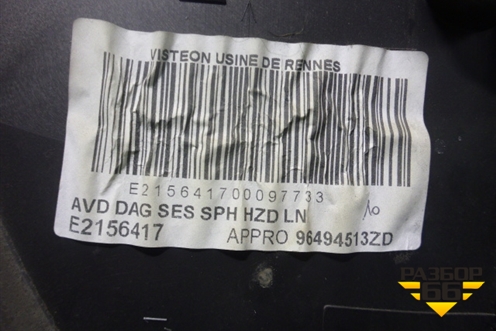 VISTEON USINE DE RENNES
E215641700097733
AVD DAG SES SPH HZD LN
E2156417 APPRO 96494513ZD
РАЗБОР
66